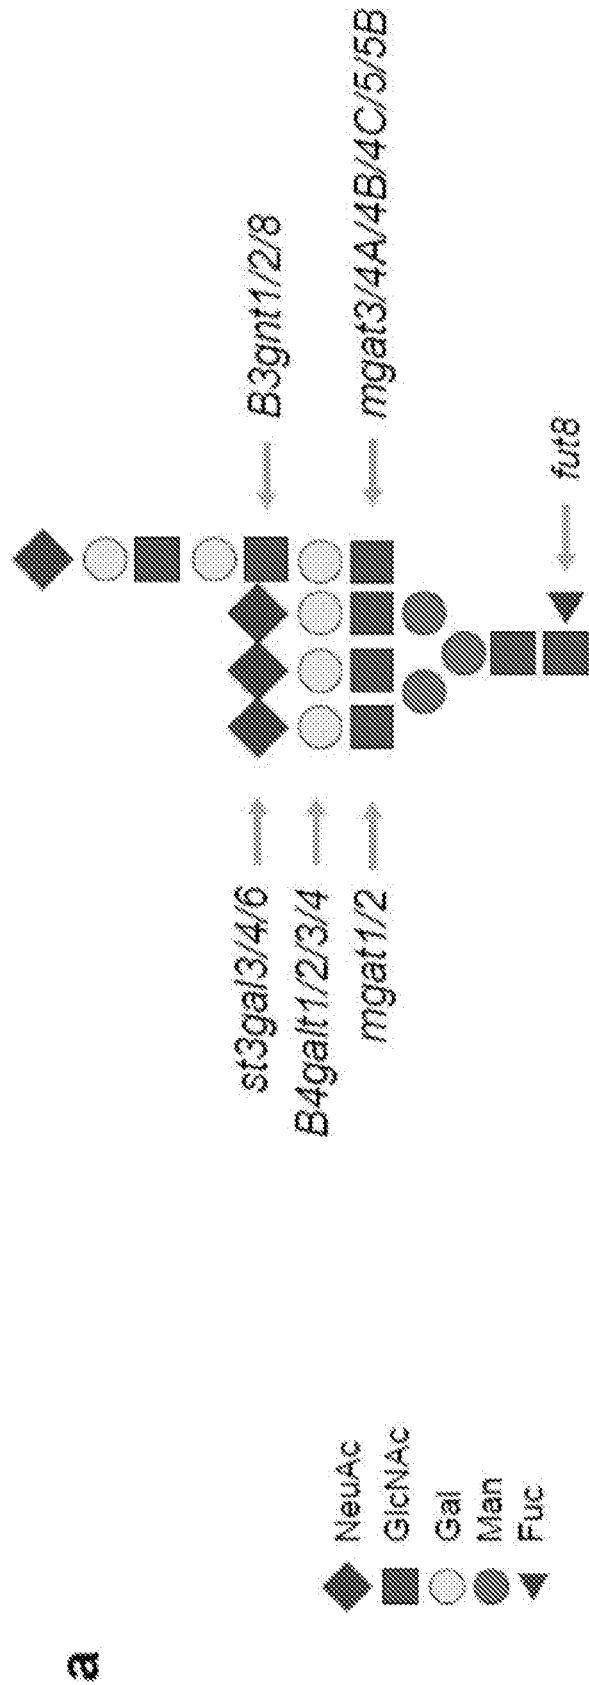 a
NeuAc
GlcNAc
Gal
Man
Fuc
st3gal3/4/6
B4galt1/2/3/4
mgat1/2
B3gnt1/2/8
mgat3/4A/4B/4C/5/5B
fut8